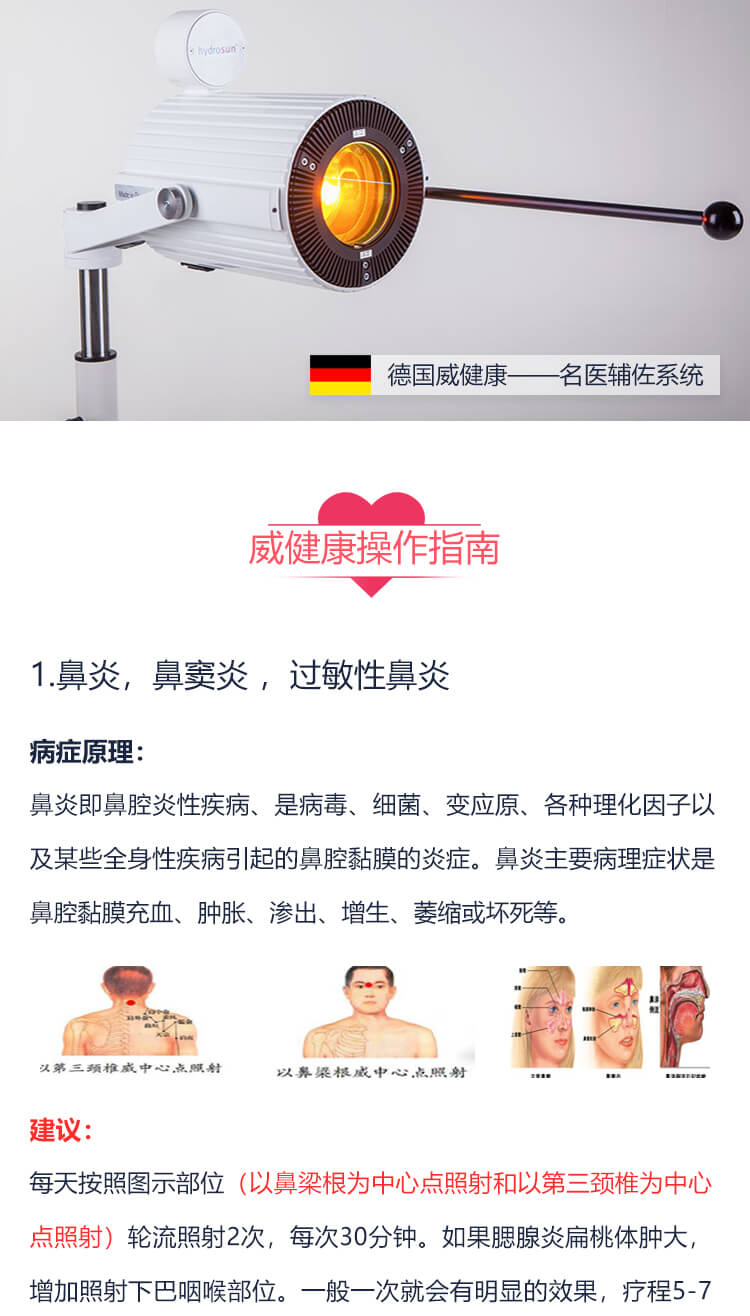 hydrosun
德国威健康——名医辅佐系统
威健康操作指南
1.鼻炎，鼻窦炎 ，过敏性鼻炎
病症原理：
鼻炎即鼻腔炎性疾病、是病毒、细菌、变应原、各种理化因子以
及某些全身性疾病引起的鼻腔黏膜的炎症。鼻炎主要病理症状是
鼻腔黏膜充血、肿胀、渗出、增生、萎缩或坏死等。
以第三颈椎威中心点照射
以鼻梁根威中心点照射
建议：
每天按照图示部位（以鼻梁根为中心点照射和以第三颈椎为中心
点照射）轮流照射2次，每次30分钟。如果腮腺炎扁桃体肿大，
增加照射下巴咽喉部位。一般一次就会有明显的效果，疗程5-7